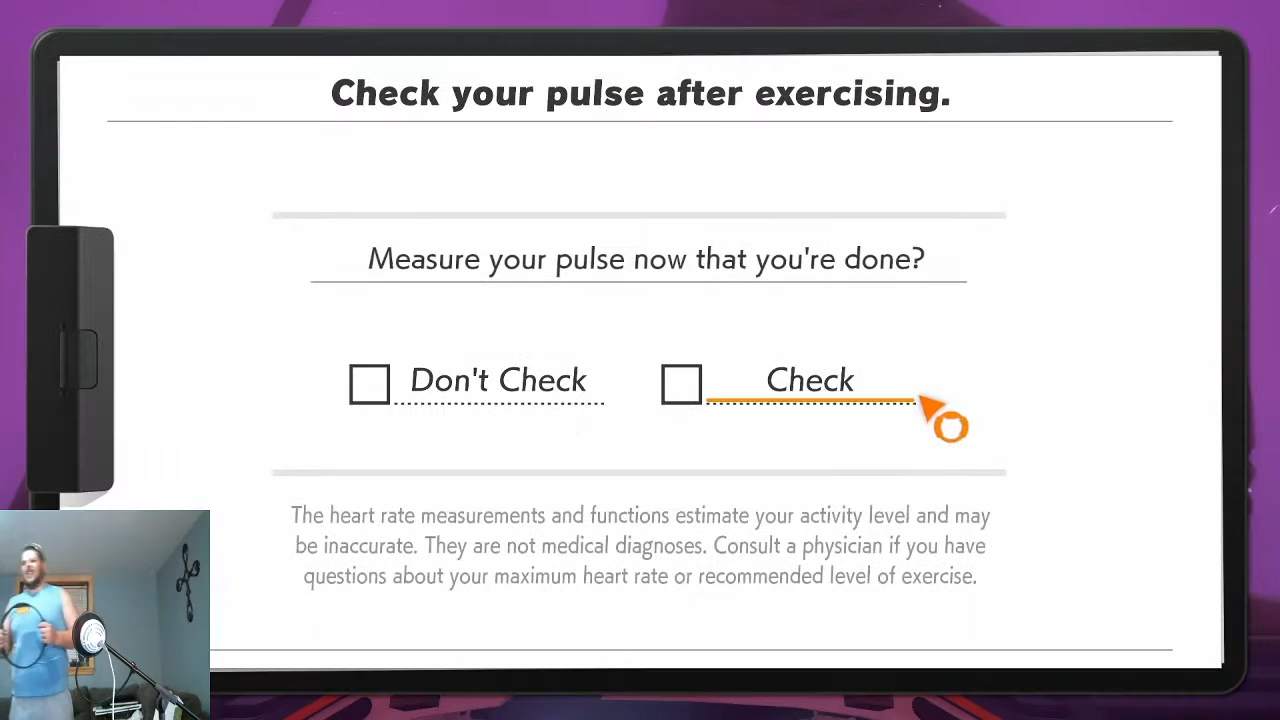 Check your pulse after exercising.
Measure your pulse now that you're done?
Don't Check
Check
The heart rate measurements and functions estimate your activity level and may
be inaccurate. They are not medical diagnoses. Consult a physician if you have
questions about your maximum heart rate or recommended level of exercise.